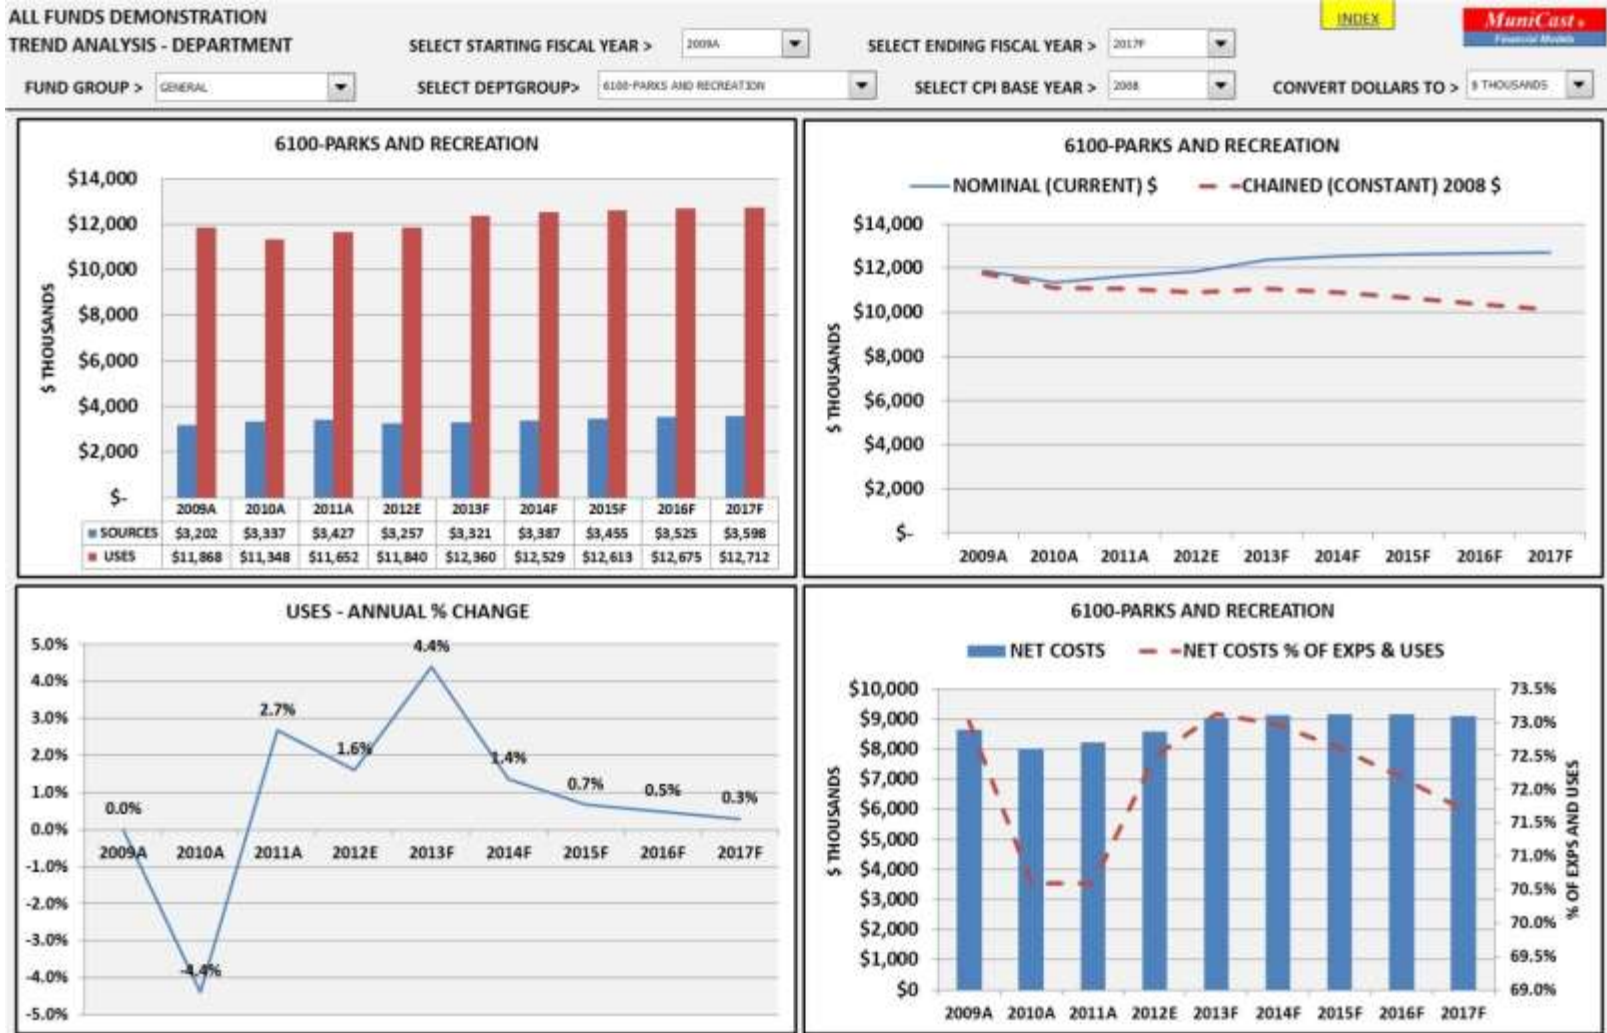 ALL FUNDS DEMONSTRATION
INDEX
MuniCast
Financial Models
TREND ANALYSIS - DEPARTMENT
SELECT STARTING FISCAL YEAR > 2009A
SELECT ENDING FISCAL YEAR > 2017F
FUND GROUP > GENERAL
SELECT DEPTGROUP> 6100-PARKS AND RECREATION
SELECT CPI BASE YEAR > 2008
CONVERT DOLLARS TO > $ THOUSANDS
6100-PARKS AND RECREATION
$ THOUSANDS
$14,000
$12,000
$10,000
$8,000
$6,000
$4,000
$2,000
$-
2009A 2010A 2011A 2012E 2013F 2014F 2015F 2016F 2017F
SOURCES $3,202 $3,337 $3,427 $3,257 $3,321 $3,387 $3,455 $3,525 $3,598
USES $11,868 $11,348 $11,652 $11,840 $12,360 $12,529 $12,613 $12,675 $12,712
6100-PARKS AND RECREATION
NOMINAL (CURRENT) $ CHAINED (CONSTANT) 2008 $
$ THOUSANDS
$14,000
$12,000
$10,000
$8,000
$6,000
$4,000
$2,000
$-
2009A 2010A 2011A 2012E 2013F 2014F 2015F 2016F 2017F
USES - ANNUAL % CHANGE
5.0%
4.0%
3.0%
2.0%
1.0%
0.0%
-1.0%
-2.0%
-3.0%
-4.0%
-5.0%
0.0% -4.4% 2.7% 1.6% 4.4% 1.4% 0.7% 0.5% 0.3%
2009A 2010A 2011A 2012E 2013F 2014F 2015F 2016F 2017F
6100-PARKS AND RECREATION
NET COSTS NET COSTS % OF EXPS & USES
$ THOUSANDS
$10,000
$9,000
$8,000
$7,000
$6,000
$5,000
$4,000
$3,000
$2,000
$1,000
$0
73.5%
73.0%
72.5%
72.0%
71.5%
71.0%
70.5%
70.0%
69.5%
69.0%
% OF EXPS AND USES
2009A 2010A 2011A 2012E 2013F 2014F 2015F 2016F 2017F